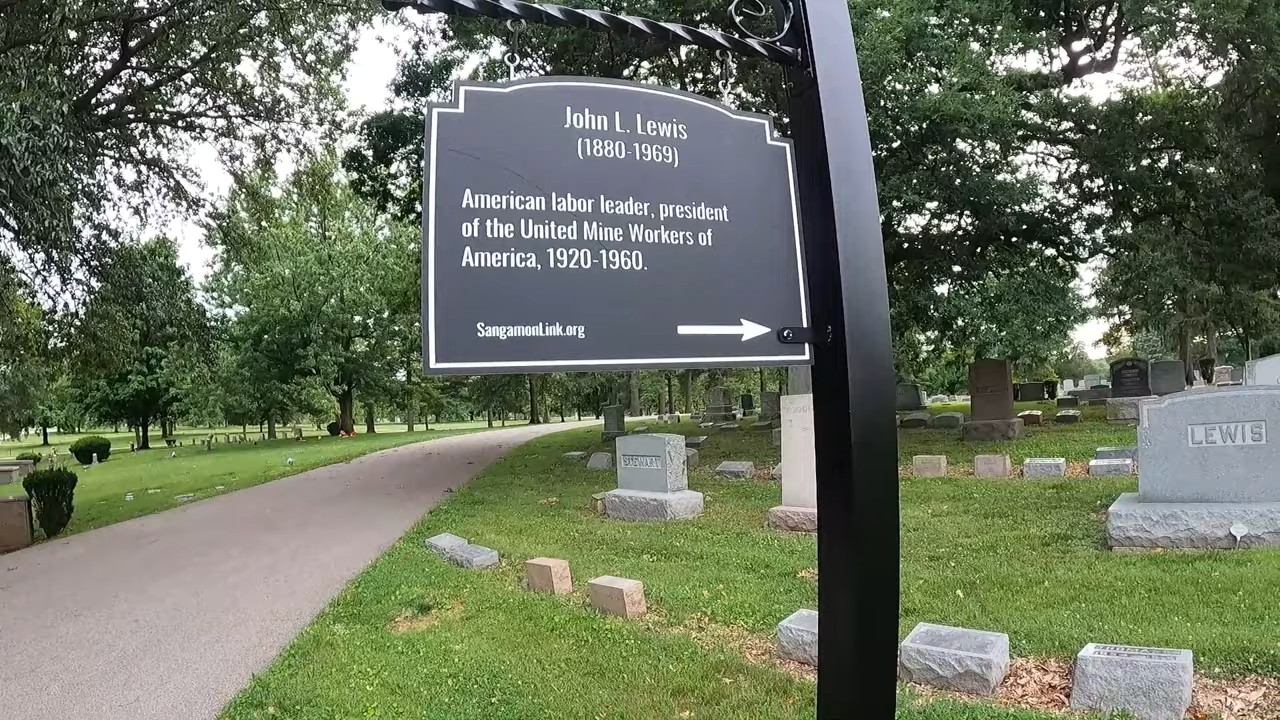 John L. Lewis
(1880-1969)
American labor leader, president
of the United Mine Workers of
America, 1920-1960.
SangamonLink.org
LEWIS
STEWART